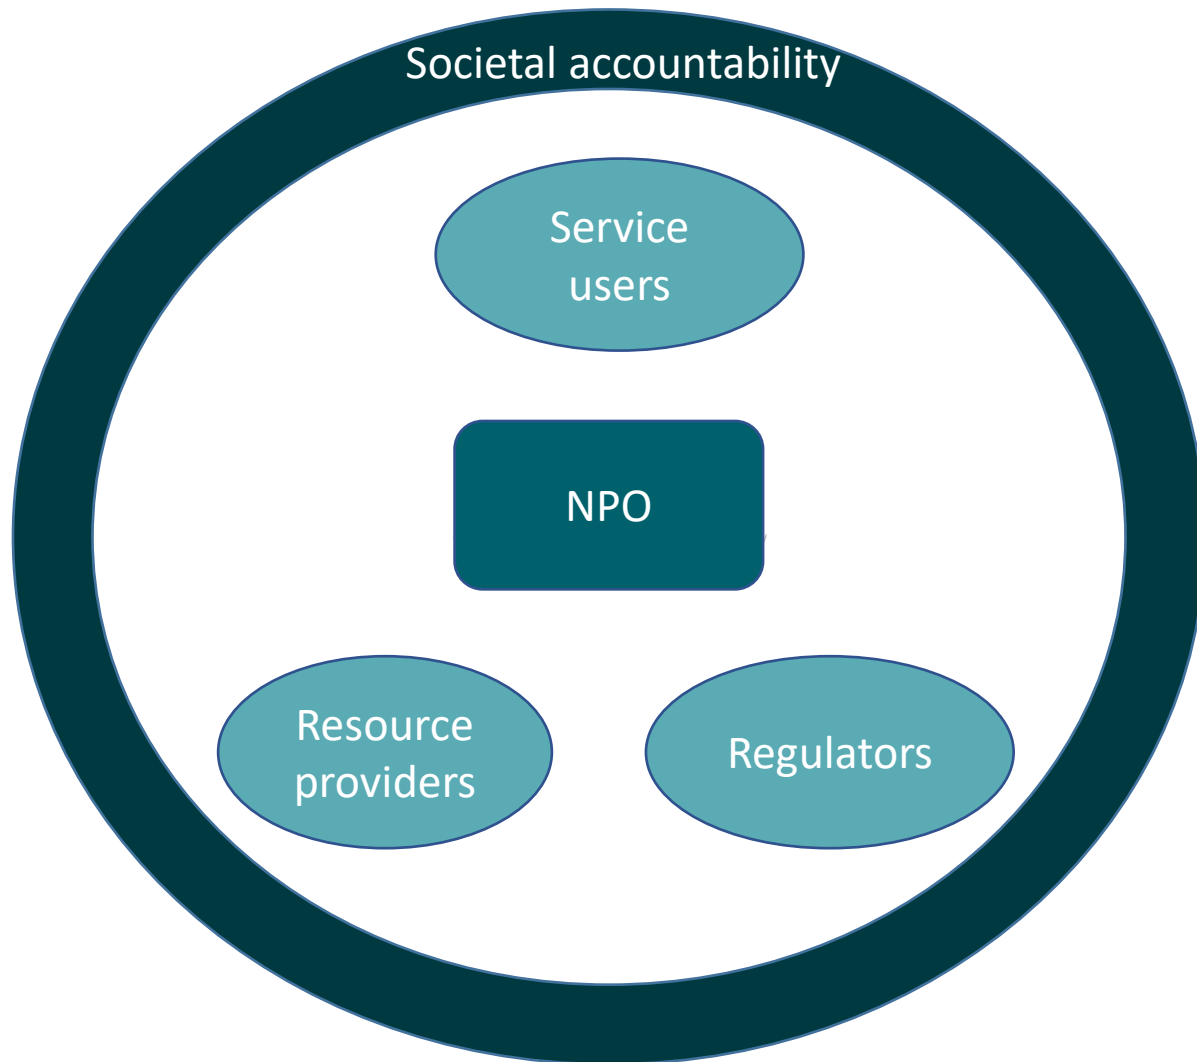 Societal accountability
Service
users
NPO
Resource
providers
Regulators